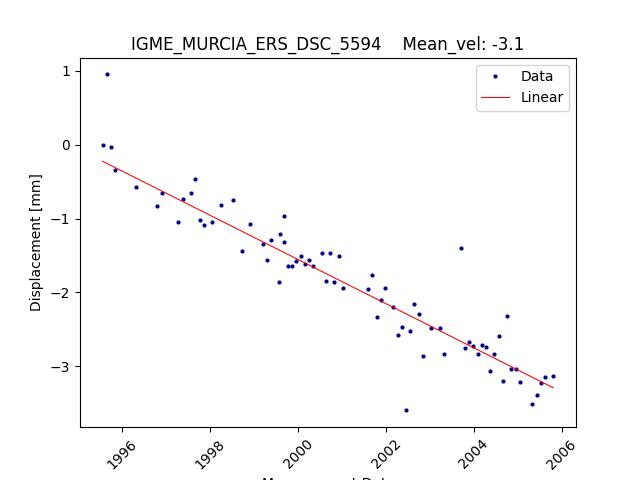 IGME_MURCIA_ERS_DSC_5594 Mean_vel: -3.1
Data
Linear
Displacement [mm]
1
0
−1
−2
−3
1996
1998
2000
2002
2004
2006